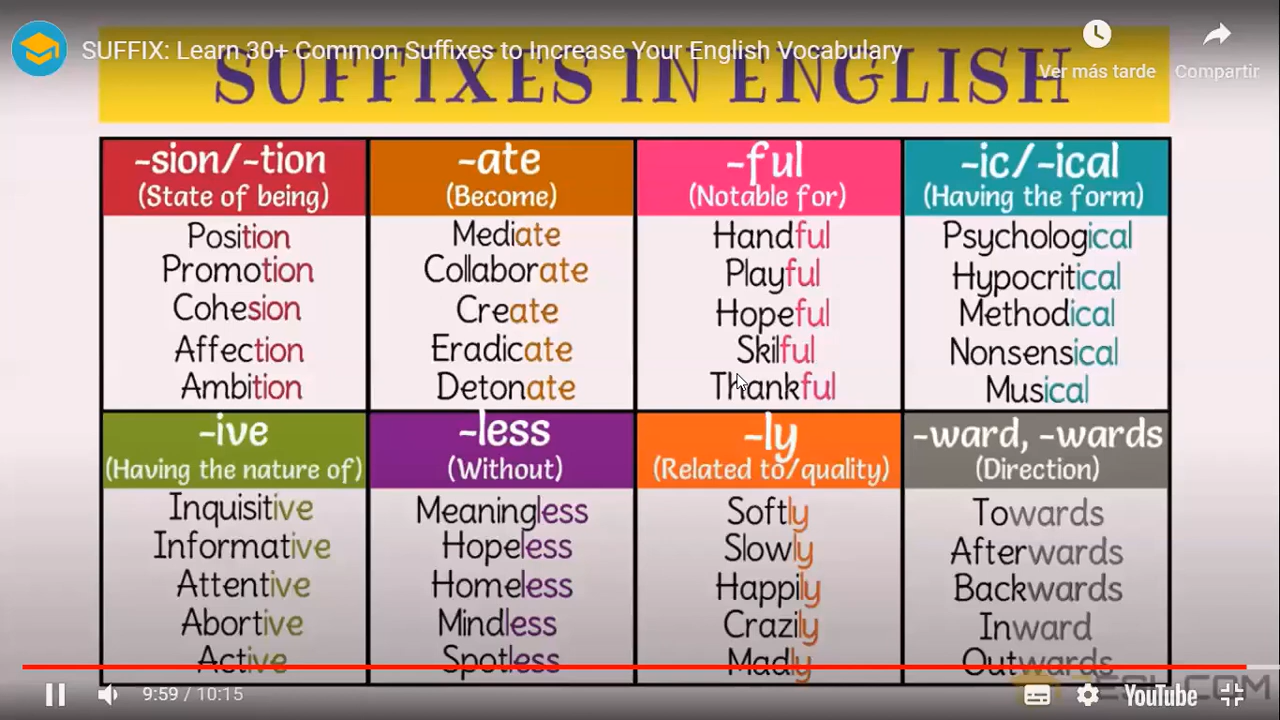 SUFFIX: Learn 30+ Common Suffixes to Increase Your English Vocabulary
Ver más tarde
Compartir
SUFFIXES IN ENGLISH
-sion/-tion
(State of being)
Position
Promotion
Cohesion
Affection
Ambition
-ate
(Become)
Mediate
Collaborate
Create
Eradicate
Detonate
-ful
(Notable for)
Handful
Playful
Hopeful
Skilful
Thankful
-ic/-ical
(Having the form)
Psychological
Hypocritical
Methodical
Nonsensical
Musical
-ive
(Having the nature of)
Inquisitive
Informative
Attentive
Abortive
Active
-less
(Without)
Meaningless
Hopeless
Homeless
Mindless
Spotless
-ly
(Related to/quality)
Softly
Slowly
Happily
Crazily
Madly
-ward, -wards
(Direction)
Towards
Afterwards
Backwards
Inward
Outwards
9:59 / 10:15
YouTube